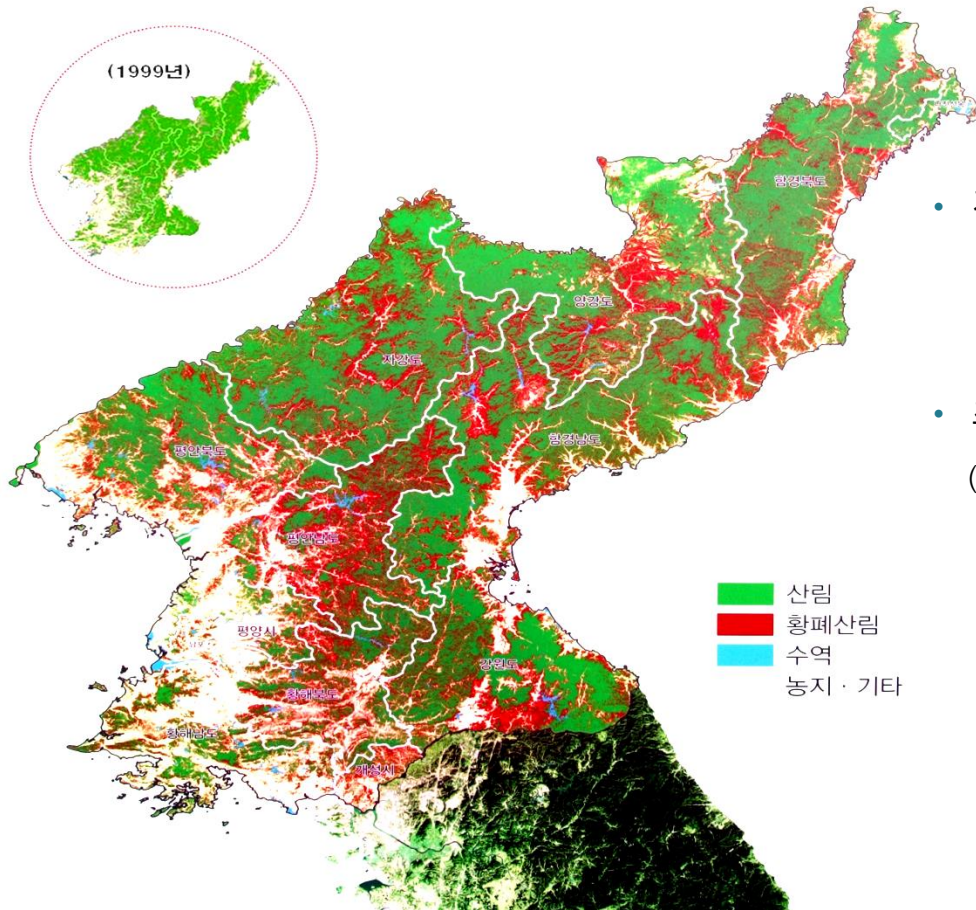 (1999년)
함경북도
양강도
자강도
함경남도
평안북도
평안남도
평양시
강원도
황해북도
황해남도
개성시
산림
황폐산림
수역
농지 · 기타